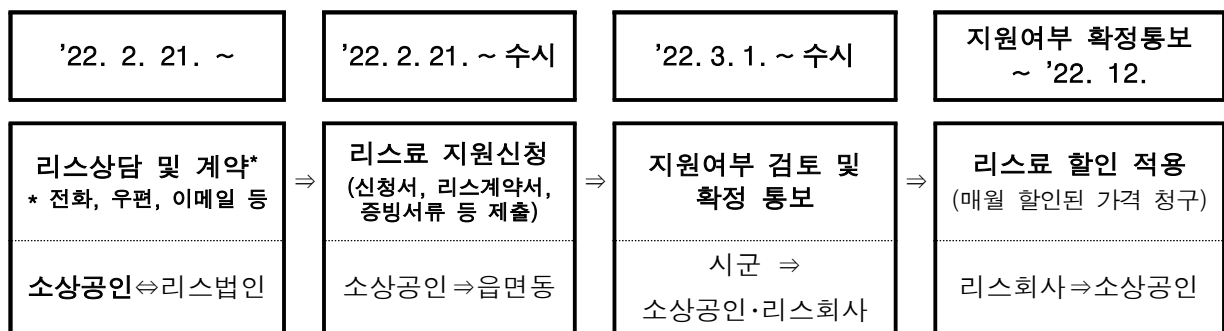 ’22. 2. 21. ~
’22. 2. 21. ~ 수시
’22. 3. 1. ~ 수시
지원여부 확정통보
~ ’22. 12.
리스상담 및 계약*
* 전화, 우편, 이메일 등
⇒
리스료 지원신청
(신청서, 리스계약서,
증빙서류 등 제출)
⇒
지원여부 검토 및
확정 통보
⇒
리스료 할인 적용
(매월 할인된 가격 청구)
소상공인⇔리스법인
소상공인⇒읍면동
시군 ⇒
소상공인·리스회사
리스회사⇒소상공인